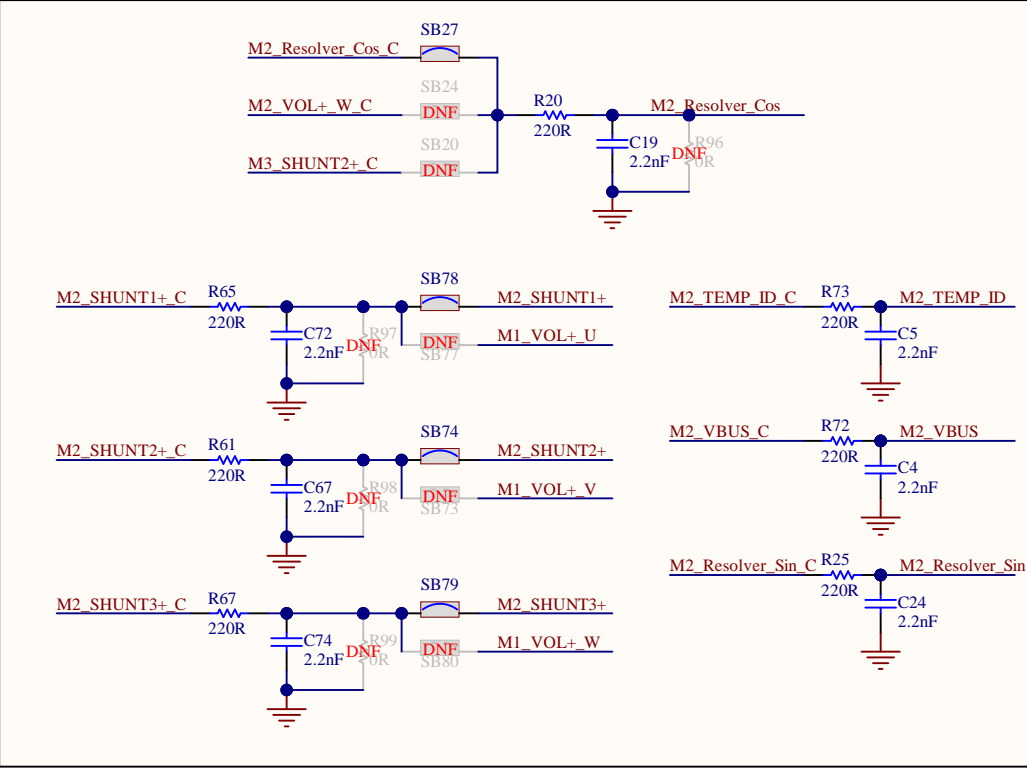 SB27
M2_Resolver_Cos_C
SB24
M2_VOL+_W_C
DNF
SB20
M3_SHUNT2+_C
DNF
R20
220R
M2_Resolver_Cos
C19
2.2nF
R96
DNF
0R
M2_SHUNT1+_C
R65
220R
C72
2.2nF
R97
DNF
0R
SB78
M2_SHUNT1+
DNF
SB77
M1_VOL+_U
M2_TEMP_ID_C
R73
220R
M2_TEMP_ID
C5
2.2nF
M2_SHUNT2+_C
R61
220R
C67
2.2nF
R98
DNF
0R
SB74
M2_SHUNT2+
DNF
SB73
M1_VOL+_V
M2_VBUS_C
R72
220R
M2_VBUS
C4
2.2nF
M2_SHUNT3+_C
R67
220R
C74
2.2nF
R99
DNF
0R
SB79
M2_SHUNT3+
DNF
SB80
M1_VOL+_W
M2_Resolver_Sin_C
R25
220R
M2_Resolver_Sin
C24
2.2nF